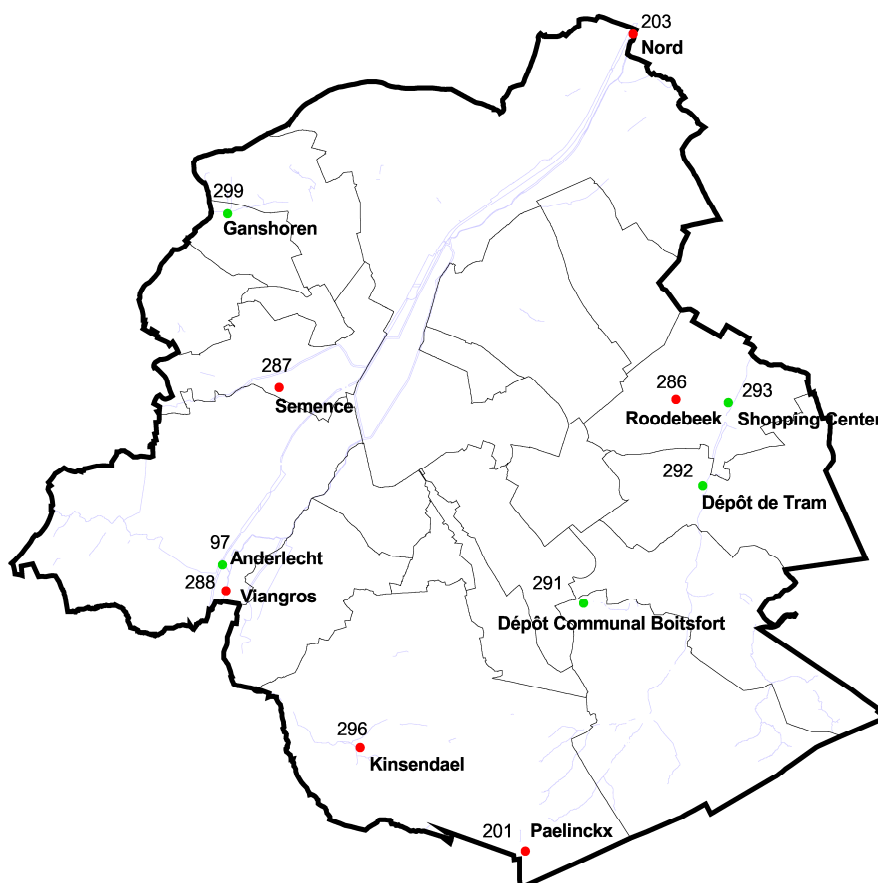 203
Nord
299
Ganshoren
287
Semence
286
Roodebeek
293
Shopping Center
292
Dépôt de Tram
97
Anderlecht
288
Viangros
291
Dépôt Communal Boitsfort
296
Kinsendael
201
Paelinckx